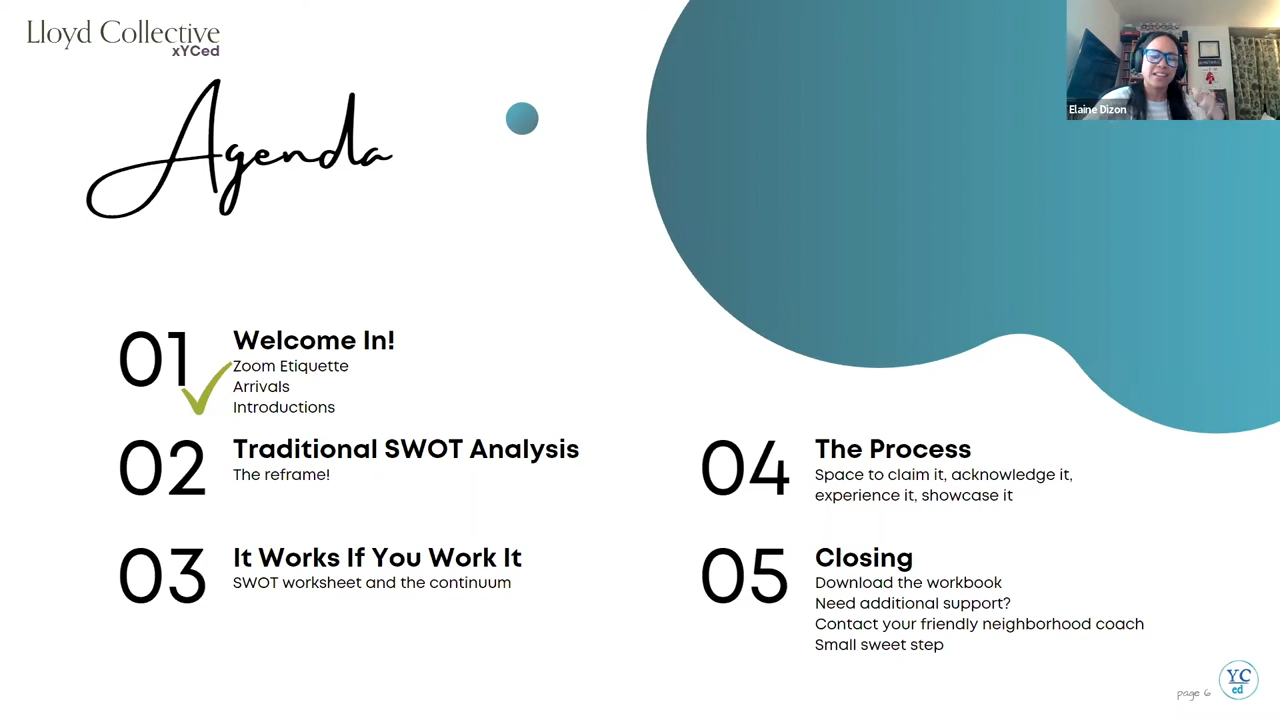 Lloyd Collective
xYCed
Elaine Dizon
Agenda
01
Welcome In!
Zoom Etiquette
Arrivals
Introductions
02
Traditional SWOT Analysis
The reframe!
03
It Works If You Work It
SWOT worksheet and the continuum
04
The Process
Space to claim it, acknowledge it,
experience it, showcase it
05
Closing
Download the workbook
Need additional support?
Contact your friendly neighborhood coach
Small sweet step
page 6
YC
ed